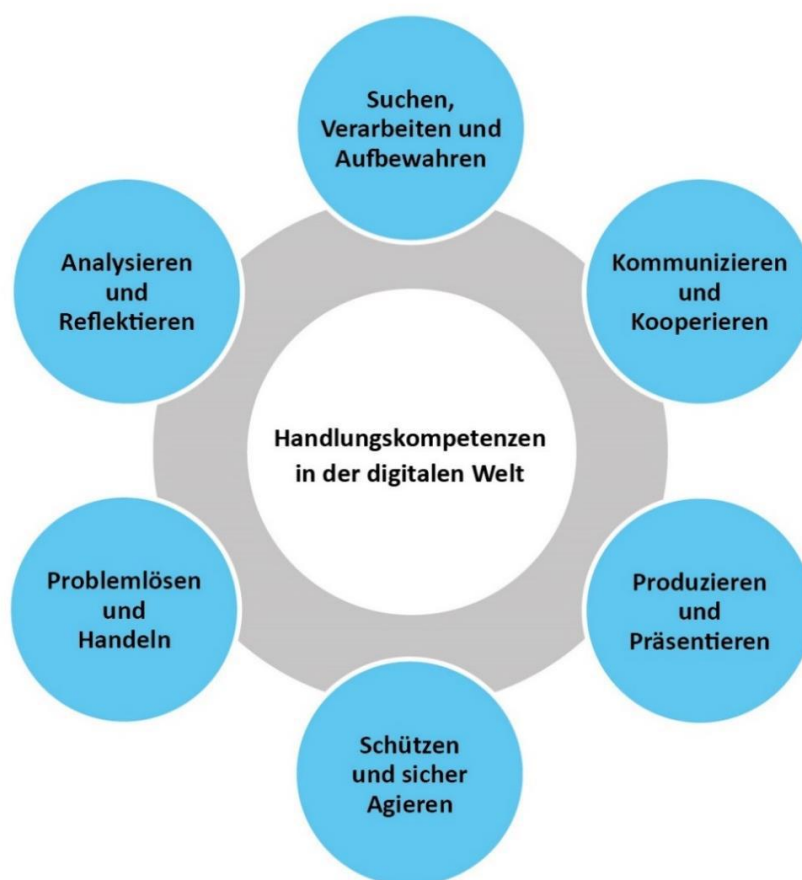 Suchen,
Verarbeiten und
Aufbewahren
Kommunizieren
und
Kooperieren
Produzieren
und
Präsentieren
Schützen
und sicher
Agieren
Problemlösen
und
Handeln
Analysieren
und
Reflektieren
Handlungskompetenzen
in der digitalen Welt